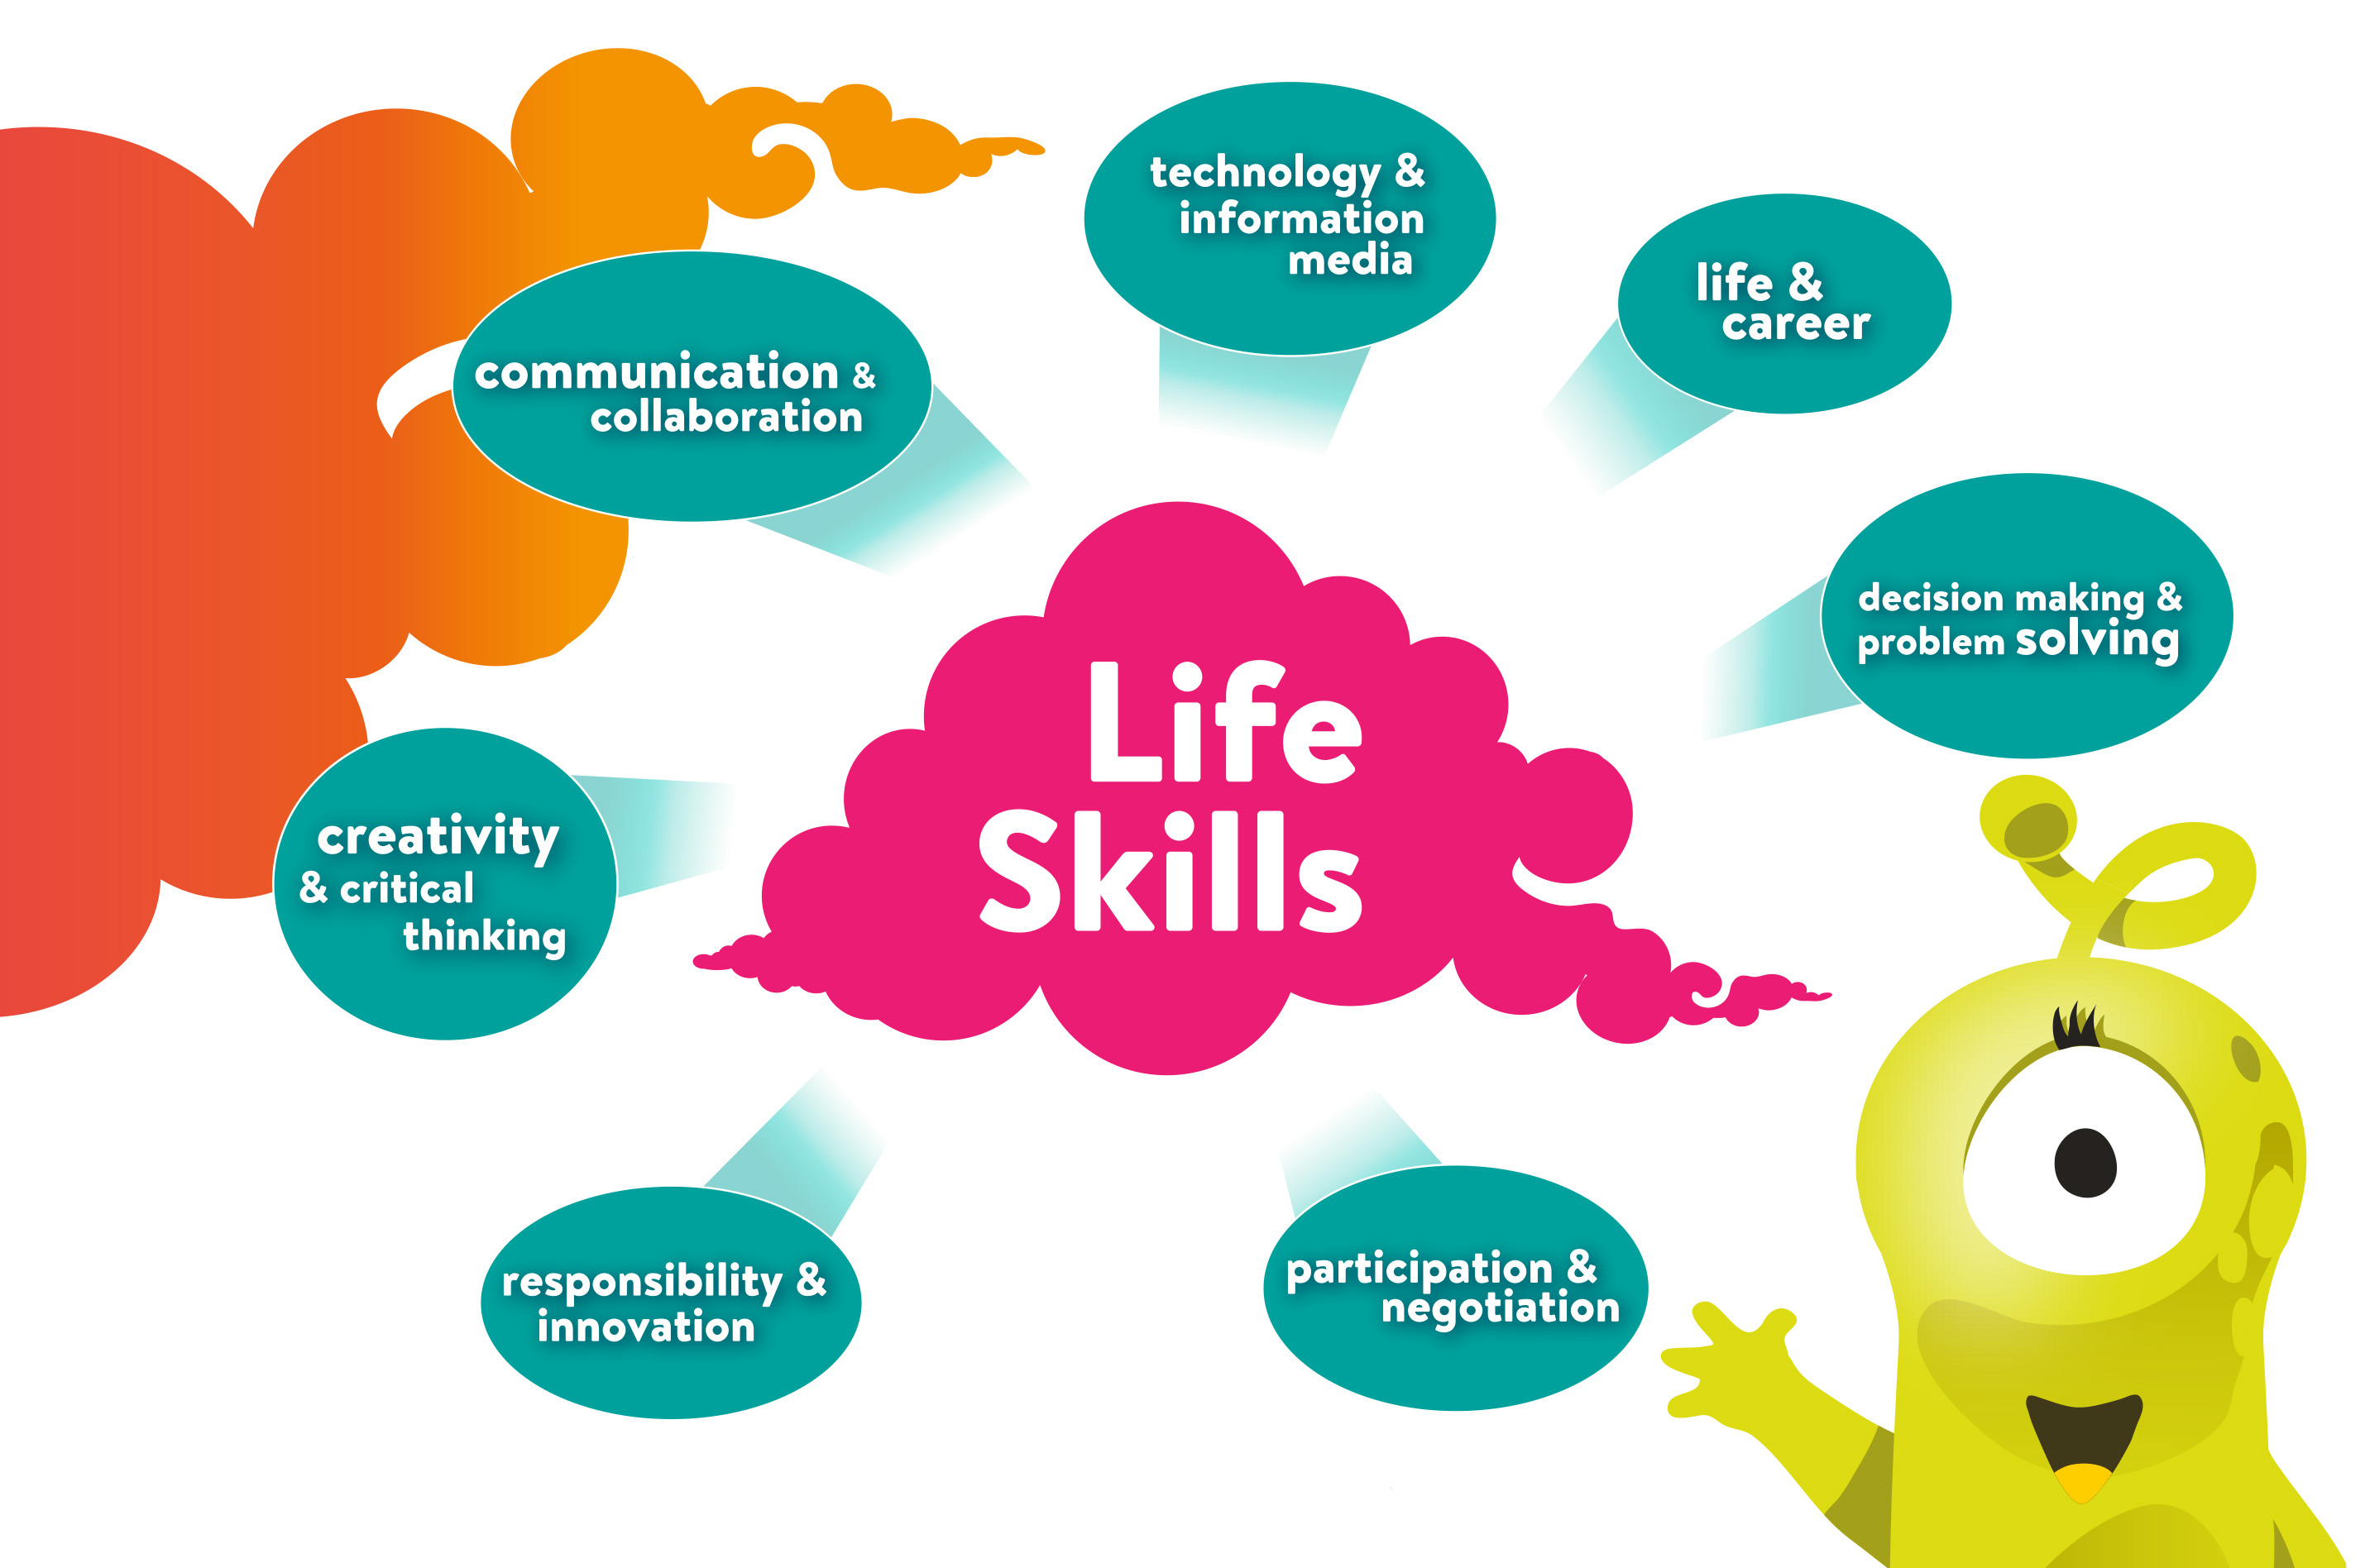 technology &
information
media
life &
career
communication &
collaboration
decision making &
problem solving
Life
Skills
creativity
& critical
thinking
responsibility &
innovation
participation &
negotiation